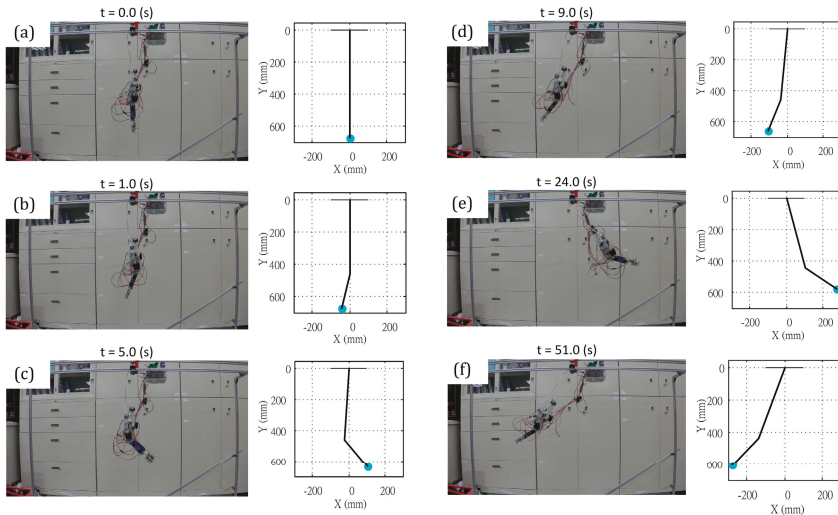 t = 0.0 (s)
(a)
0
200
400
600
Y (mm)
-200
0
200
X (mm)
t = 1.0 (s)
(b)
0
200
400
600
Y (mm)
-200
0
200
X (mm)
t = 5.0 (s)
(c)
0
200
400
600
Y (mm)
-200
0
200
X (mm)
t = 9.0 (s)
(d)
0
200
400
600
Y (mm)
-200
0
200
X (mm)
t = 24.0 (s)
(e)
0
200
400
600
Y (mm)
-200
0
200
X (mm)
t = 51.0 (s)
(f)
0
200
400
600
Y (mm)
-200
0
200
X (mm)